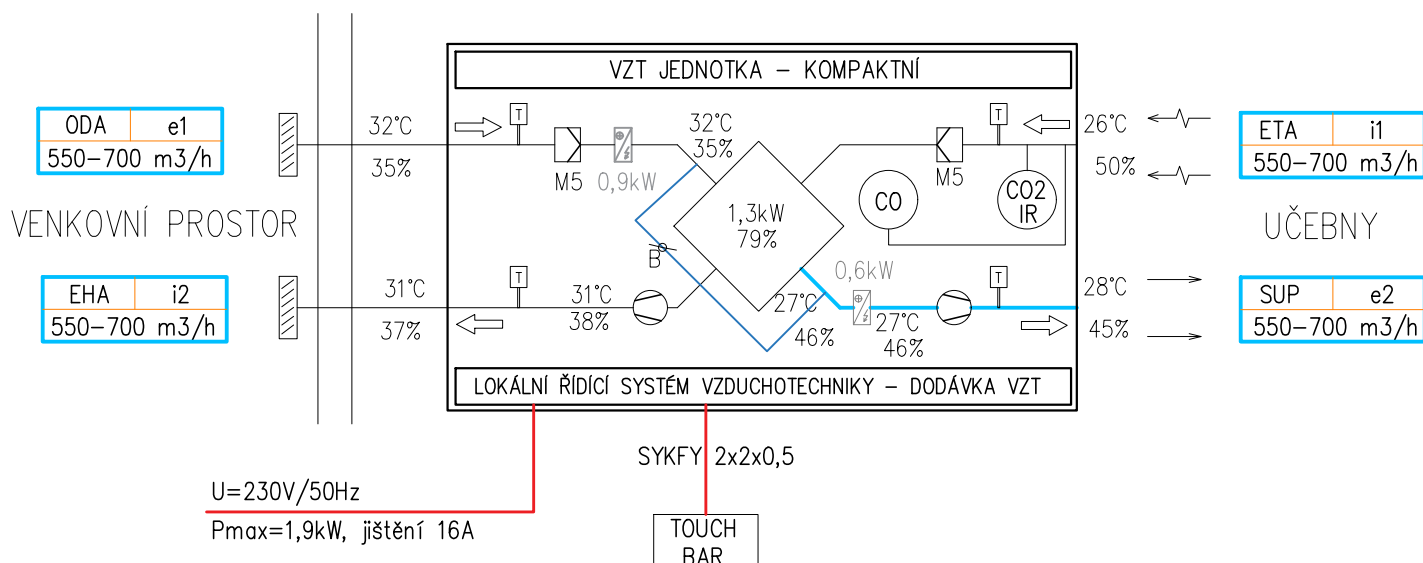 VZT JEDNOTKA – KOMPAKTNÍ
ODA e1
550–700 m3/h
32°C
35%
T
M5
0,9kW
32°C
35%
1,3kW
79%
CO
CO2
IR
M5
T
26°C
50%
ETA i1
550–700 m3/h
VENKOVNÍ PROSTOR
UČEBNY
B
EHA i2
550–700 m3/h
31°C
37%
T
31°C
38%
27°C
46%
0,6kW
27°C
46%
T
28°C
45%
SUP e2
550–700 m3/h
LOKÁLNÍ ŘÍDÍCÍ SYSTÉM VZDUCHOTECHNIKY – DODÁVKA VZT
SYKFY 2x2x0,5
U=230V/50Hz
Pmax=1,9kW, jištění 16A
TOUCH
BAR